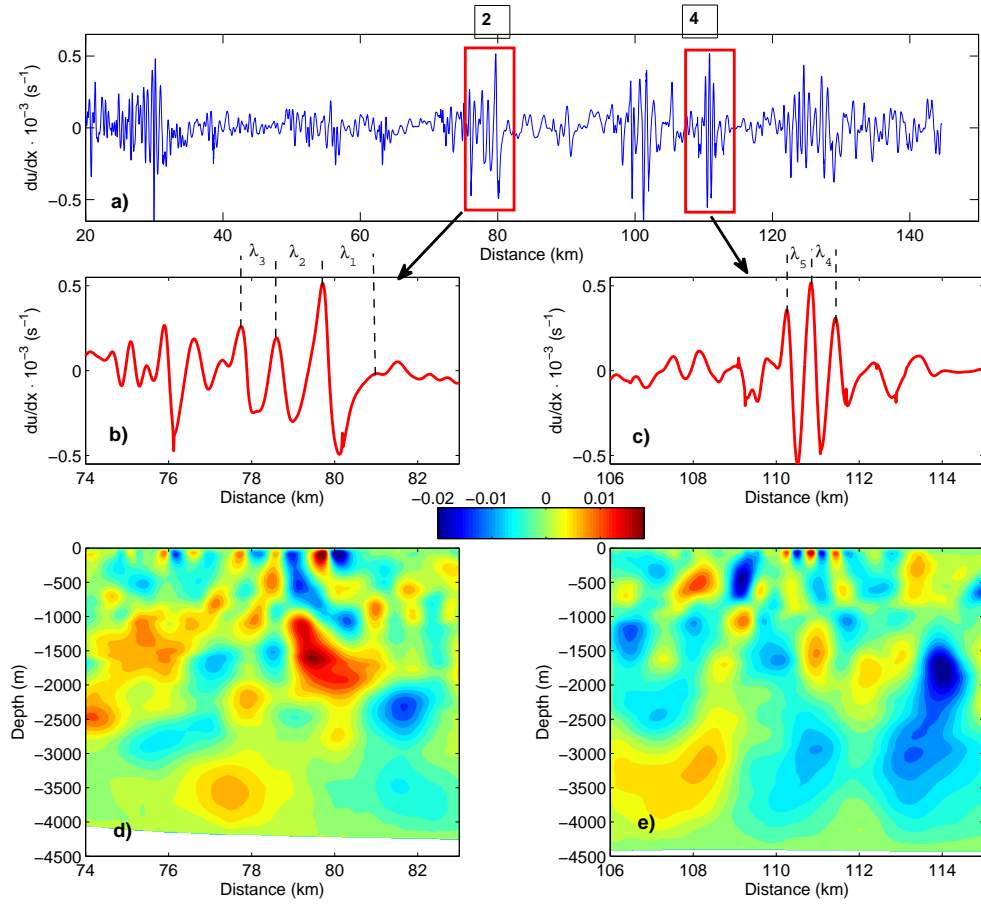 2 4
0.5
0
−0.5
du/dx · 10⁻³ (s⁻¹)
a)
20 40 60 80 100 120 140
Distance (km)
λ₃ λ₂ λ₁
λ₅ λ₄
0.5
0
−0.5
du/dx · 10⁻³ (s⁻¹)
b)
74 76 78 80 82
Distance (km)
0.5
0
−0.5
du/dx · 10⁻³ (s⁻¹)
c)
106 108 110 112 114
Distance (km)
−0.02 −0.01 0 0.01
0
−500
−1000
−1500
−2000
−2500
−3000
−3500
−4000
−4500
Depth (m)
d)
74 76 78 80 82
Distance (km)
0
−500
−1000
−1500
−2000
−2500
−3000
−3500
−4000
−4500
Depth (m)
e)
106 108 110 112 114
Distance (km)